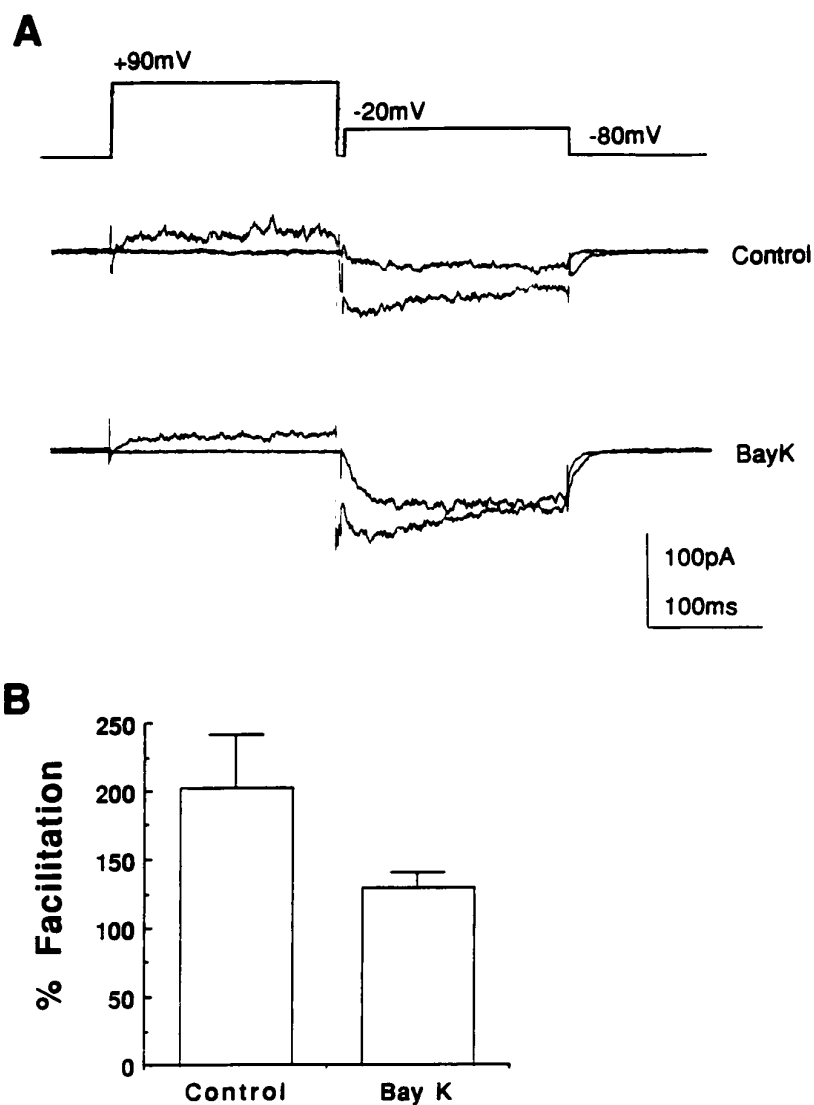 A
+90mV
-20mV
-80mV
Control
BayK
100pA
100ms
B
% Facilitation
250
200
150
100
50
0
Control
Bay K